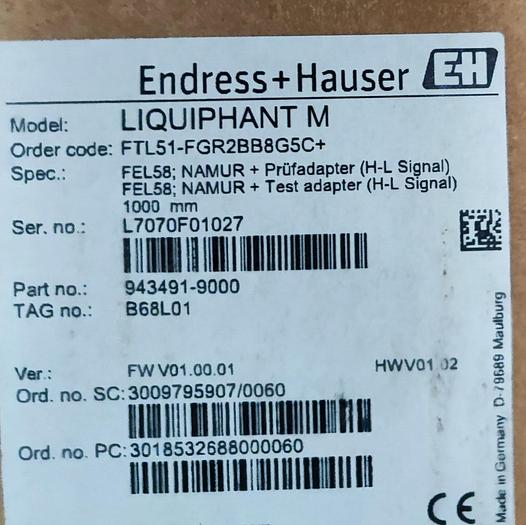 Endress+Hauser EH
Model: LIQUIPHANT M
Order code: FTL51-FGR2BB8G5C+
Spec.: FEL58; NAMUR + Prüfadapter (H-L Signal)
FEL58; NAMUR + Test adapter (H-L Signal)
1000 mm
Ser. no.: L7070F01027
Part no.: 943491-9000
TAG no.: B68L01
Ver.: FW V01.00.01 HWV01.02
Ord. no. SC: 3009795907/0060
Ord. no. PC: 3018532688000060
CE
Made in Germany D-79689 Maulburg